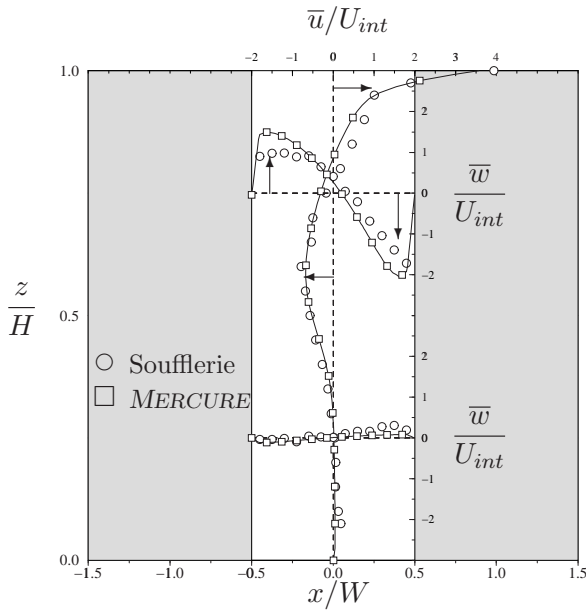 u̅/U_int
−2 −1 0 1 2 3 4
1.0
2
1
0
−1
−2
w̅/U_int
z/H
0.5
○ Soufflerie
□ MERCURE
2
1
0
−1
−2
w̅/U_int
0.0
−1.5 −1.0 −0.5 0.0 0.5 1.0 1.5
x/W